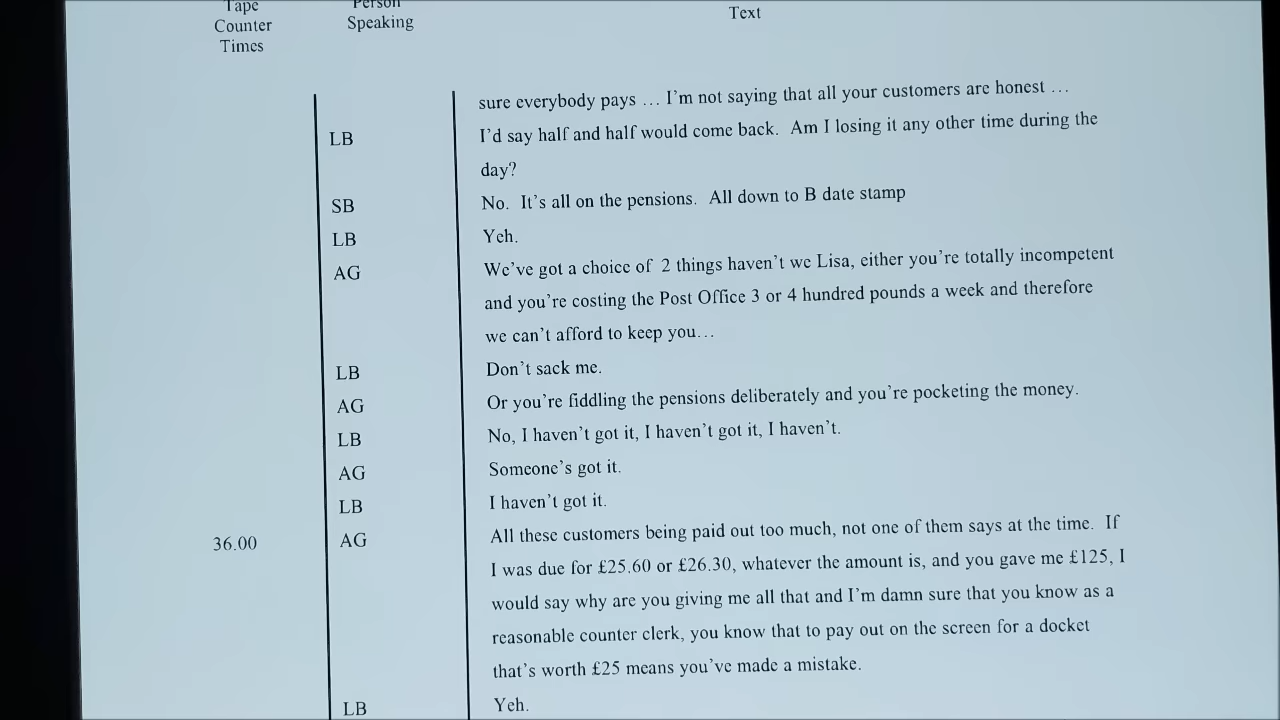 Tape Person
Counter Speaking Text
Times
sure everybody pays … I'm not saying that all your customers are honest …
LB I'd say half and half would come back. Am I losing it any other time during the
day?
SB No. It's all on the pensions. All down to B date stamp
LB Yeh.
AG We've got a choice of 2 things haven't we Lisa, either you're totally incompetent
and you're costing the Post Office 3 or 4 hundred pounds a week and therefore
we can't afford to keep you…
LB Don't sack me.
AG Or you're fiddling the pensions deliberately and you're pocketing the money.
LB No, I haven't got it, I haven't got it, I haven't.
AG Someone's got it.
LB I haven't got it.
36.00 AG All these customers being paid out too much, not one of them says at the time. If
I was due for £25.60 or £26.30, whatever the amount is, and you gave me £125, I
would say why are you giving me all that and I'm damn sure that you know as a
reasonable counter clerk, you know that to pay out on the screen for a docket
that's worth £25 means you've made a mistake.
LB Yeh.